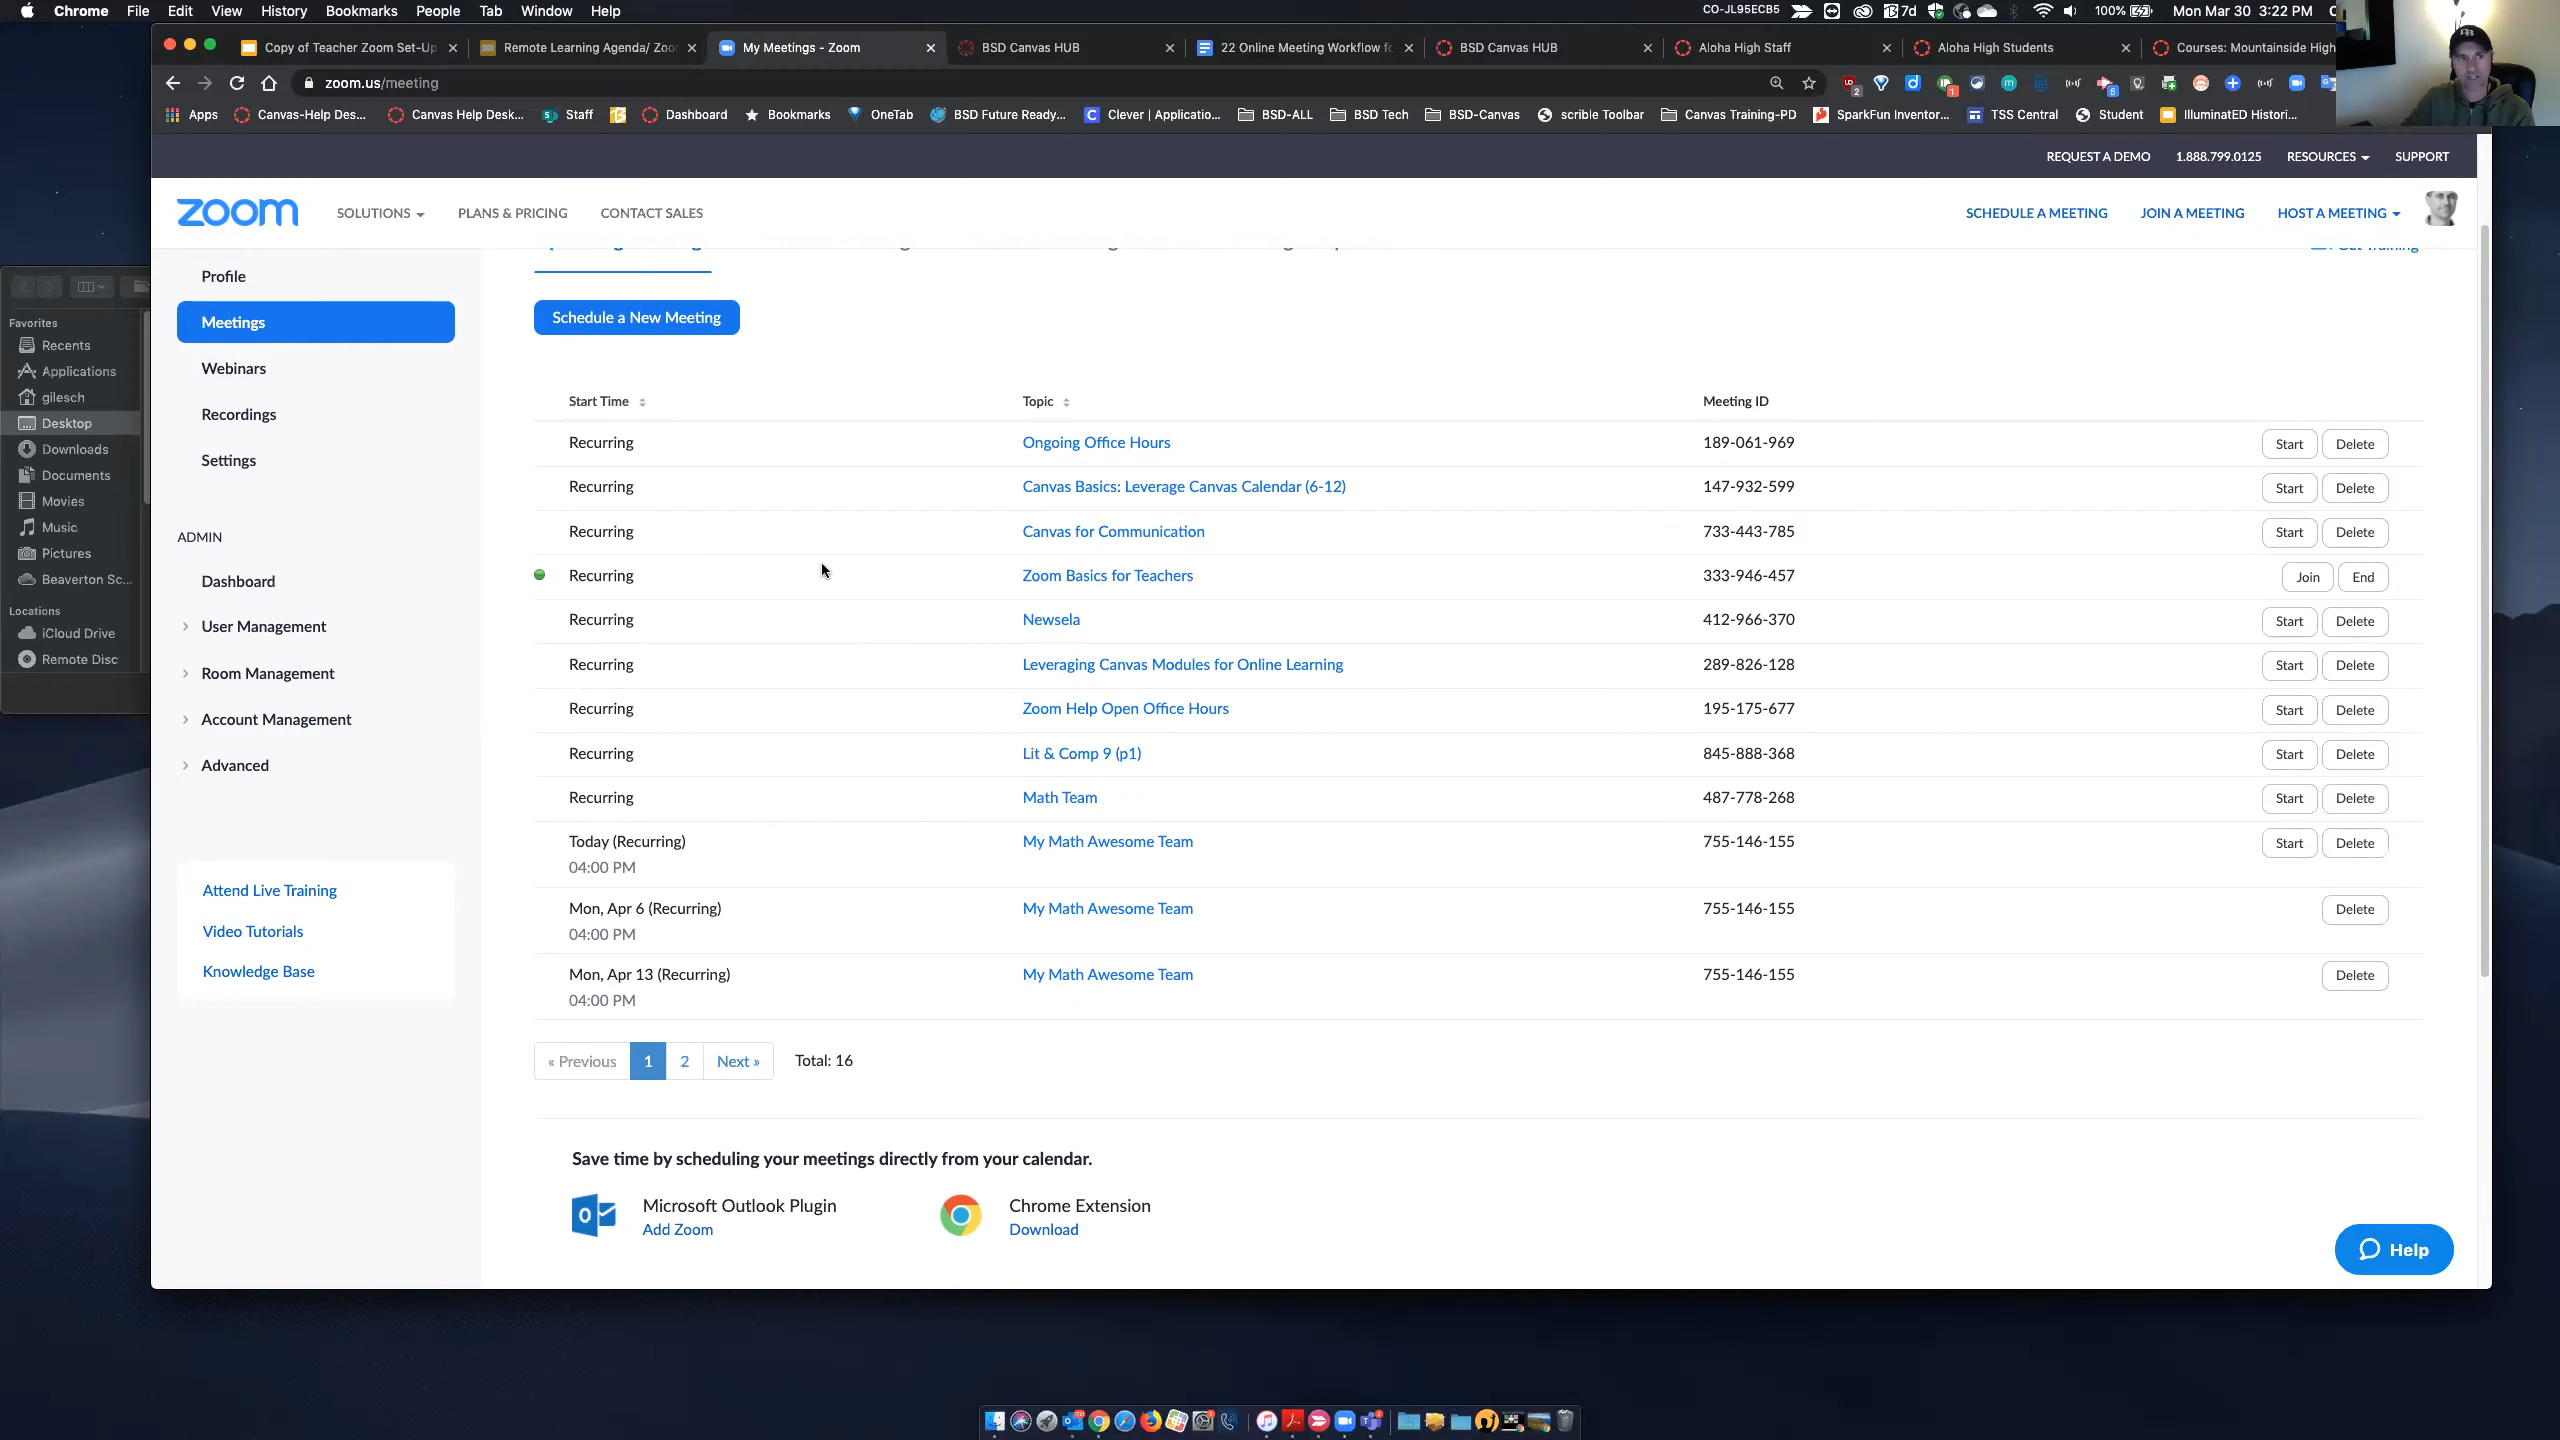 Chrome File Edit View History Bookmarks People Tab Window Help
CO-JL95ECB5 7d 100% Mon Mar 30 3:22 PM
Copy of Teacher Zoom Set-Up Remote Learning Agenda/ Zoo My Meetings - Zoom BSD Canvas HUB 22 Online Meeting Workflow fo BSD Canvas HUB Aloha High Staff Aloha High Students Courses: Mountainside High
zoom.us/meeting
Apps Canvas-Help Des... Canvas Help Desk... Staff Dashboard Bookmarks OneTab BSD Future Ready... Clever | Applicatio... BSD-ALL BSD Tech BSD-Canvas scrible Toolbar Canvas Training-PD SparkFun Inventor... TSS Central Student IlluminatED Histori...
REQUEST A DEMO 1.888.799.0125 RESOURCES SUPPORT
zoom SOLUTIONS PLANS & PRICING CONTACT SALES SCHEDULE A MEETING JOIN A MEETING HOST A MEETING
Favorites
Recents
Applications
gilesch
Desktop
Downloads
Documents
Movies
Music
Pictures
Beaverton Sc...
Locations
iCloud Drive
Remote Disc
Profile
Meetings
Webinars
Recordings
Settings
ADMIN
Dashboard
User Management
Room Management
Account Management
Advanced
Attend Live Training
Video Tutorials
Knowledge Base
Schedule a New Meeting
Start Time Topic Meeting ID
Recurring Ongoing Office Hours 189-061-969 Start Delete
Recurring Canvas Basics: Leverage Canvas Calendar (6-12) 147-932-599 Start Delete
Recurring Canvas for Communication 733-443-785 Start Delete
Recurring Zoom Basics for Teachers 333-946-457 Join End
Recurring Newsela 412-966-370 Start Delete
Recurring Leveraging Canvas Modules for Online Learning 289-826-128 Start Delete
Recurring Zoom Help Open Office Hours 195-175-677 Start Delete
Recurring Lit & Comp 9 (p1) 845-888-368 Start Delete
Recurring Math Team 487-778-268 Start Delete
Today (Recurring) My Math Awesome Team 755-146-155 Start Delete
04:00 PM
Mon, Apr 6 (Recurring) My Math Awesome Team 755-146-155 Delete
04:00 PM
Mon, Apr 13 (Recurring) My Math Awesome Team 755-146-155 Delete
04:00 PM
« Previous 1 2 Next » Total: 16
Save time by scheduling your meetings directly from your calendar.
Microsoft Outlook Plugin Chrome Extension
Add Zoom Download
Help